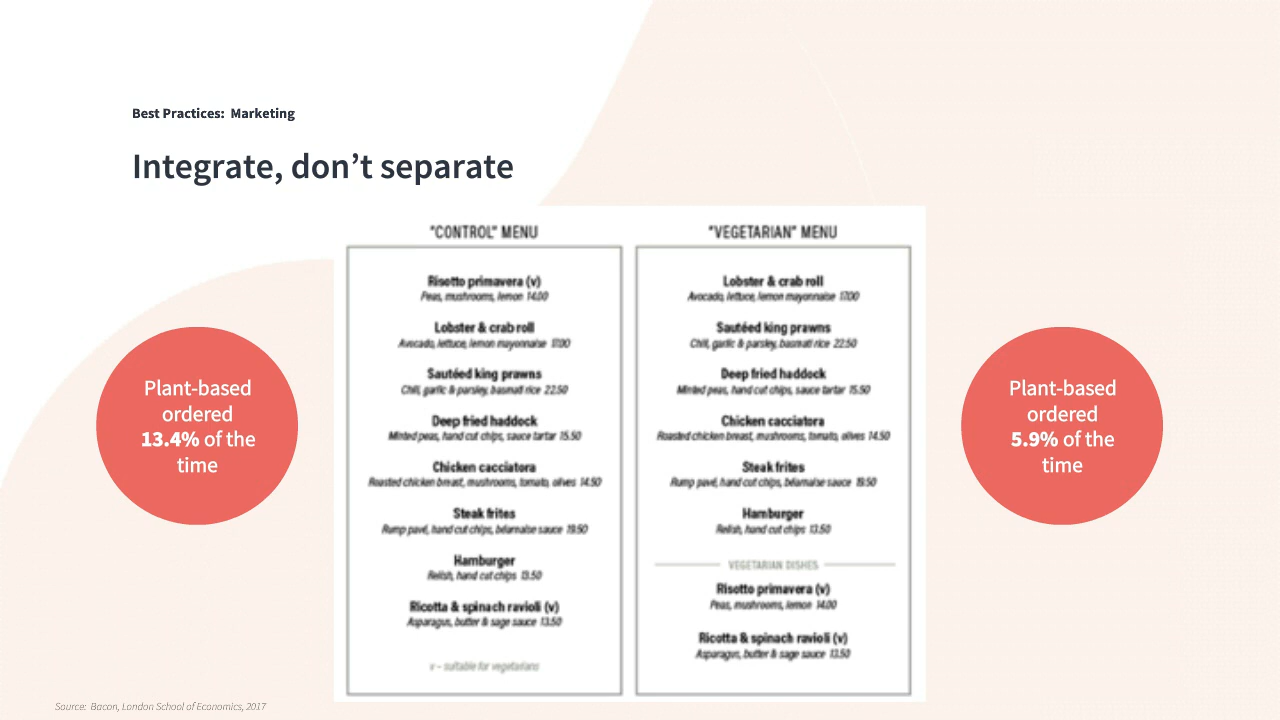 Best Practices:  Marketing
Integrate, don’t separate
"CONTROL" MENU
Risotto primavera (v)
Peas, mushrooms, lemon 14.00
Lobster & crab roll
Avocado, lettuce, lemon mayonnaise 17.00
Sautéed king prawns
Chill, garlic & parsley, basmati rice 22.50
Deep fried haddock
Minted peas, hand cut chips, sauce tartar 15.50
Chicken cacciatora
Roasted chicken breast, mushrooms, tomato, olives 14.50
Steak frites
Rump pavé, hand cut chips, béarnaise sauce 19.50
Hamburger
Relish, hand cut chips 13.50
Ricotta & spinach ravioli (v)
Asparagus, butter & sage sauce 13.50
v - suitable for vegetarians
"VEGETARIAN" MENU
Lobster & crab roll
Avocado, lettuce, lemon mayonnaise 17.00
Sautéed king prawns
Chill, garlic & parsley, basmati rice 22.50
Deep fried haddock
Minted peas, hand cut chips, sauce tartar 15.50
Chicken cacciatora
Roasted chicken breast, mushrooms, tomato, olives 14.50
Steak frites
Rump pavé, hand cut chips, béarnaise sauce 19.50
Hamburger
Relish, hand cut chips 13.50
VEGETARIAN DISHES
Risotto primavera (v)
Peas, mushrooms, lemon 14.00
Ricotta & spinach ravioli (v)
Asparagus, butter & sage sauce 13.50
Plant-based
ordered
13.4% of the
time
Plant-based
ordered
5.9% of the
time
Source:  Bacon, London School of Economics, 2017